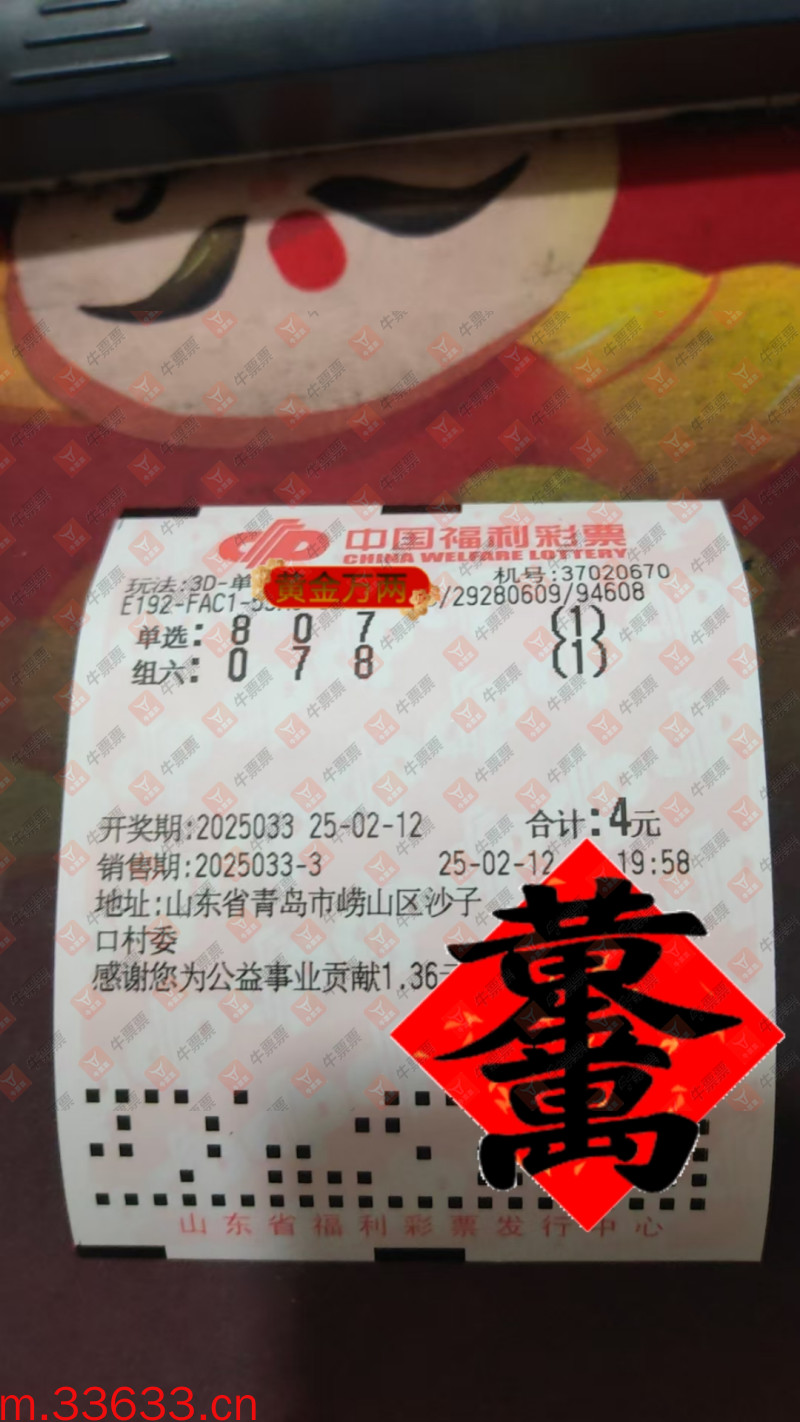 中国福利彩票
CHINA WELFARE LOTTERY
玩法:3D-单
机号:37020670
黄金万两
E192-FAC1-
/29280609/94608
单选: 8 0 7 (1)
组六: 0 7 8 (1)
开奖期:2025033 25-02-12 合计:4元
销售期:2025033-3 25-02-12 19:58
地址:山东省青岛市崂山区沙子
口村委
感谢您为公益事业贡献1.36
山东省福利彩票发行中心
牛票票
m.33633.cn